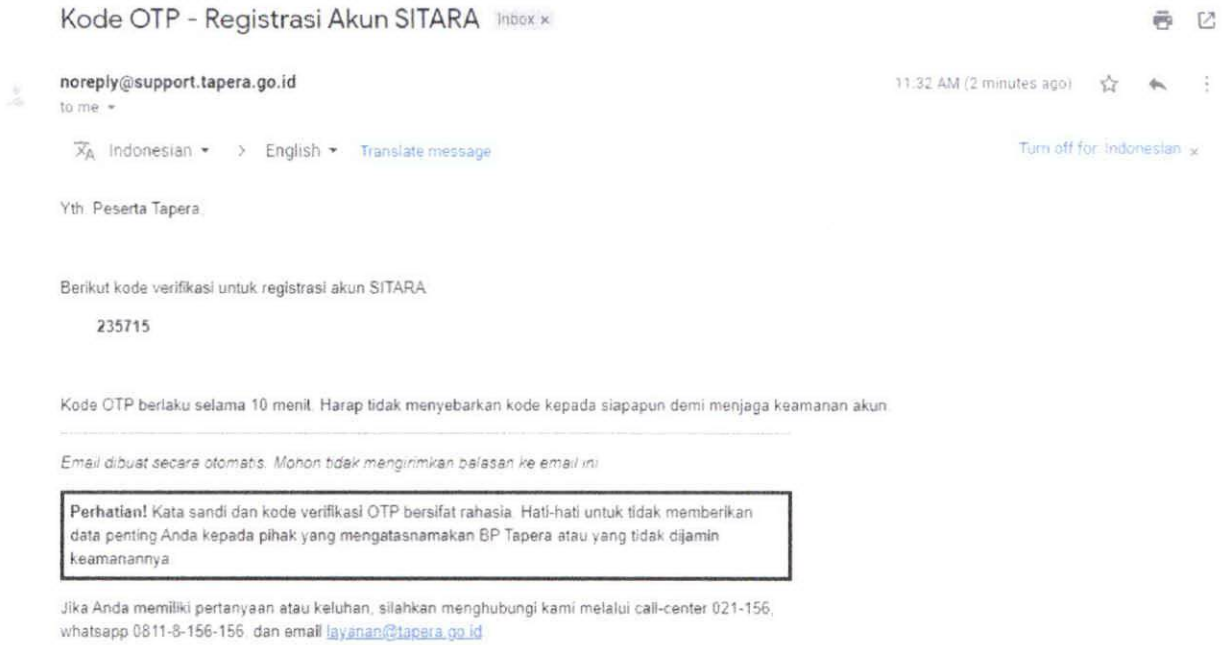 Kode OTP - Registrasi Akun SITARA Inbox x
noreply@support.tapera.go.id 11:32 AM (2 minutes ago)
to me
Indonesian > English Translate message Turn off for: Indonesian x
Yth. Peserta Tapera,
Berikut kode verifikasi untuk registrasi akun SITARA
235715
Kode OTP berlaku selama 10 menit. Harap tidak menyebarkan kode kepada siapapun demi menjaga keamanan akun.
Email dibuat secara otomatis. Mohon tidak mengirimkan balasan ke email ini
Perhatian! Kata sandi dan kode verifikasi OTP bersifat rahasia. Hati-hati untuk tidak memberikan
data penting Anda kepada pihak yang mengatasnamakan BP Tapera atau yang tidak dijamin
keamanannya
Jika Anda memiliki pertanyaan atau keluhan, silahkan menghubungi kami melalui call-center 021-156,
whatsapp 0811-8-156-156, dan email layanan@tapera.go.id